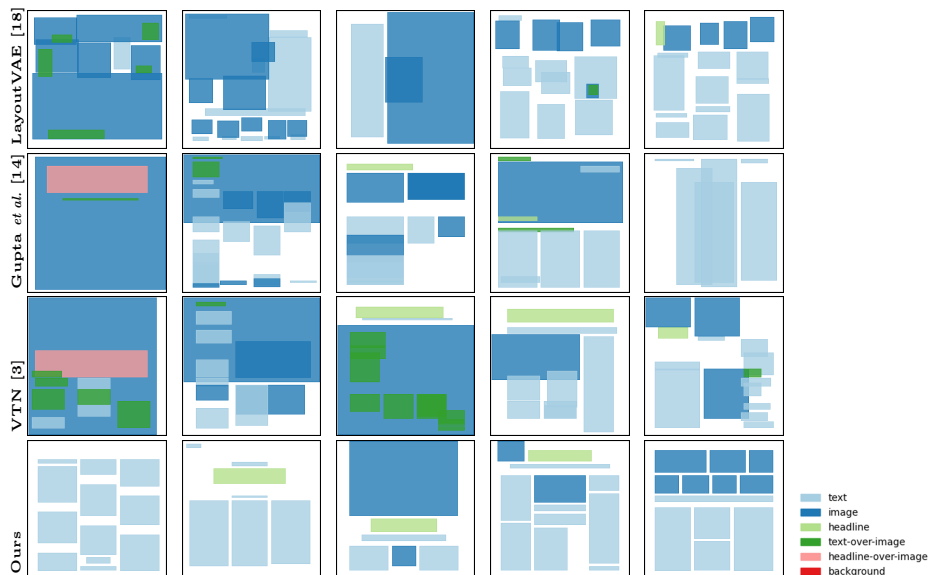 LayoutVAE [18]
Gupta et al. [14]
VTN [3]
Ours
text
image
headline
text-over-image
headline-over-image
background